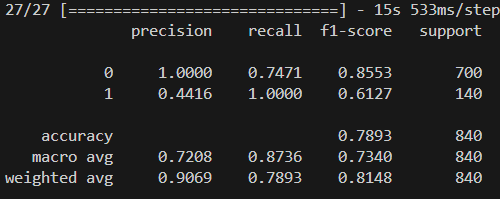 27/27 [==============================] - 15s 533ms/step
precision recall f1-score support
0 1.0000 0.7471 0.8553 700
1 0.4416 1.0000 0.6127 140
accuracy 0.7893 840
macro avg 0.7208 0.8736 0.7340 840
weighted avg 0.9069 0.7893 0.8148 840